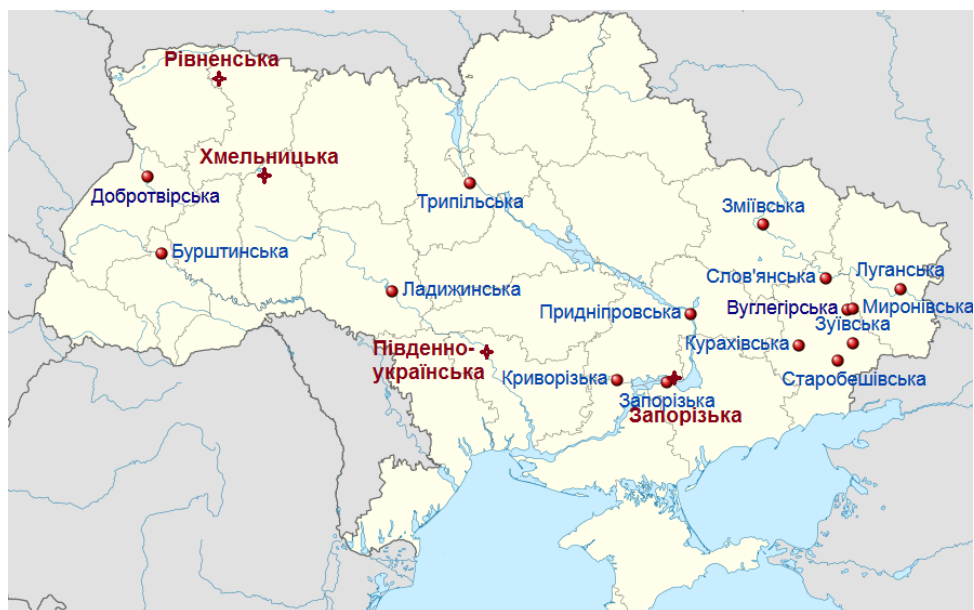 Рівненська
Хмельницька
Добротвірська
Трипільська
Зміївська
Бурштинська
Слов'янська
Луганська
Ладижинська
Придніпровська
Вуглегірська
Миронівська
Зуївська
Південно-
українська
Курахівська
Криворізька
Старобешівська
Запорізька
Запорізька